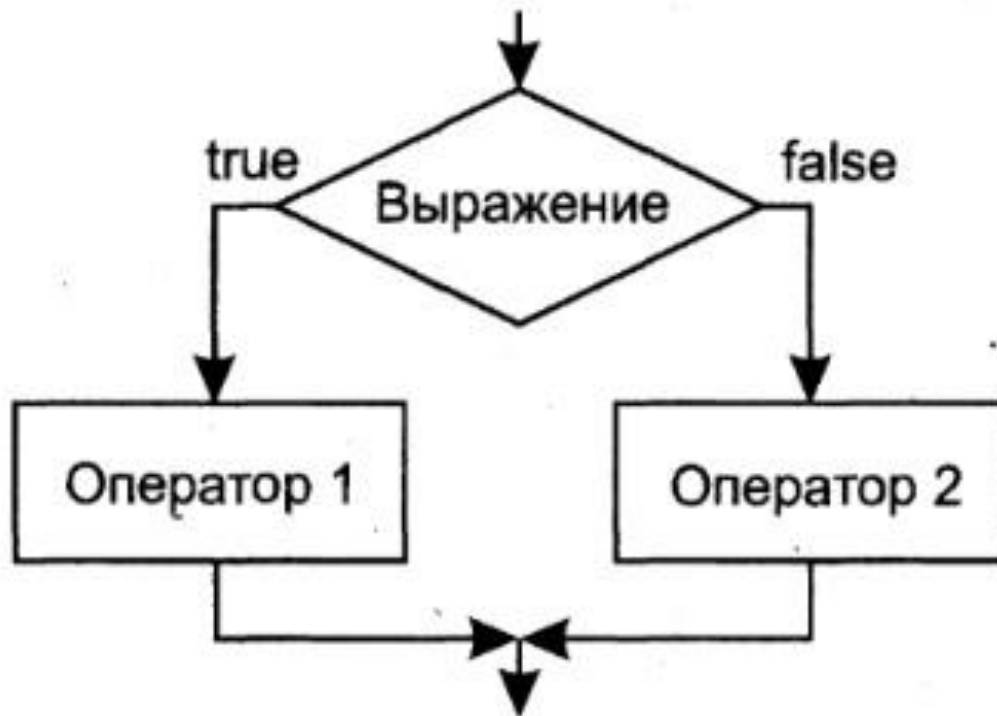 true
false
Выражение
Оператор 1
Оператор 2